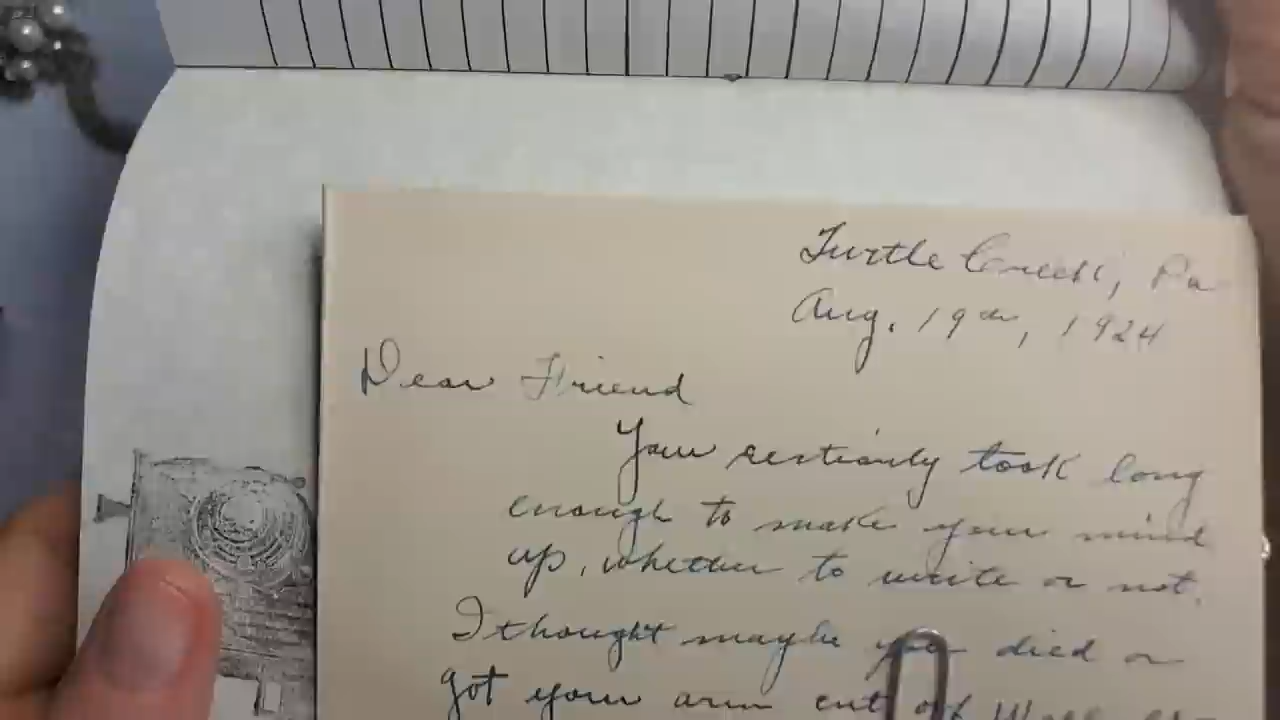 Turtle Creek, Pa
Aug. 19th, 1924
Dear Friend
You certianly took long
enough to make your mind
up, whether to write or not.
I thought maybe you died or
got your arm cut off